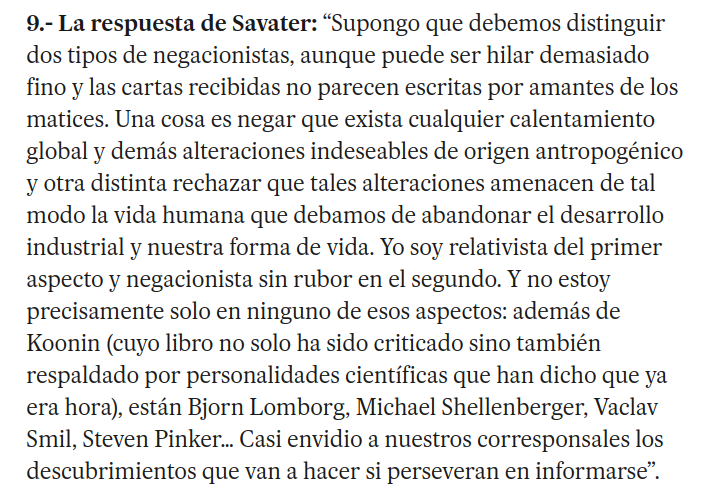 9.- La respuesta de Savater: “Supongo que debemos distinguir
dos tipos de negacionistas, aunque puede ser hilar demasiado
fino y las cartas recibidas no parecen escritas por amantes de los
matices. Una cosa es negar que exista cualquier calentamiento
global y demás alteraciones indeseables de origen antropogénico
y otra distinta rechazar que tales alteraciones amenacen de tal
modo la vida humana que debamos de abandonar el desarrollo
industrial y nuestra forma de vida. Yo soy relativista del primer
aspecto y negacionista sin rubor en el segundo. Y no estoy
precisamente solo en ninguno de esos aspectos: además de
Koonin (cuyo libro no solo ha sido criticado sino también
respaldado por personalidades científicas que han dicho que ya
era hora), están Bjorn Lomborg, Michael Shellenberger, Vaclav
Smil, Steven Pinker... Casi envidio a nuestros corresponsales los
descubrimientos que van a hacer si perseveran en informarse”.